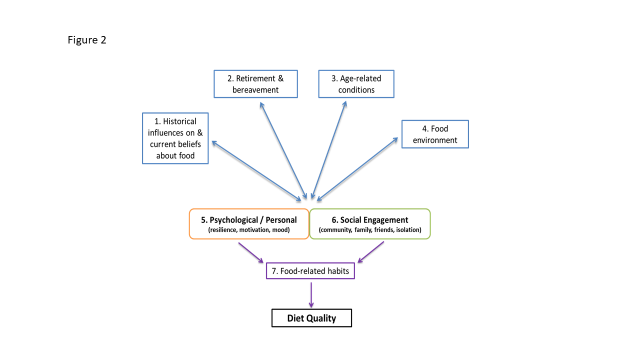 Figure 2
2. Retirement &
bereavement
3. Age-related
conditions
1. Historical
influences on &
current beliefs
about food
4. Food
environment
5. Psychological / Personal
(resilience, motivation, mood)
6. Social Engagement
(community, family, friends, isolation)
7. Food-related habits
Diet Quality